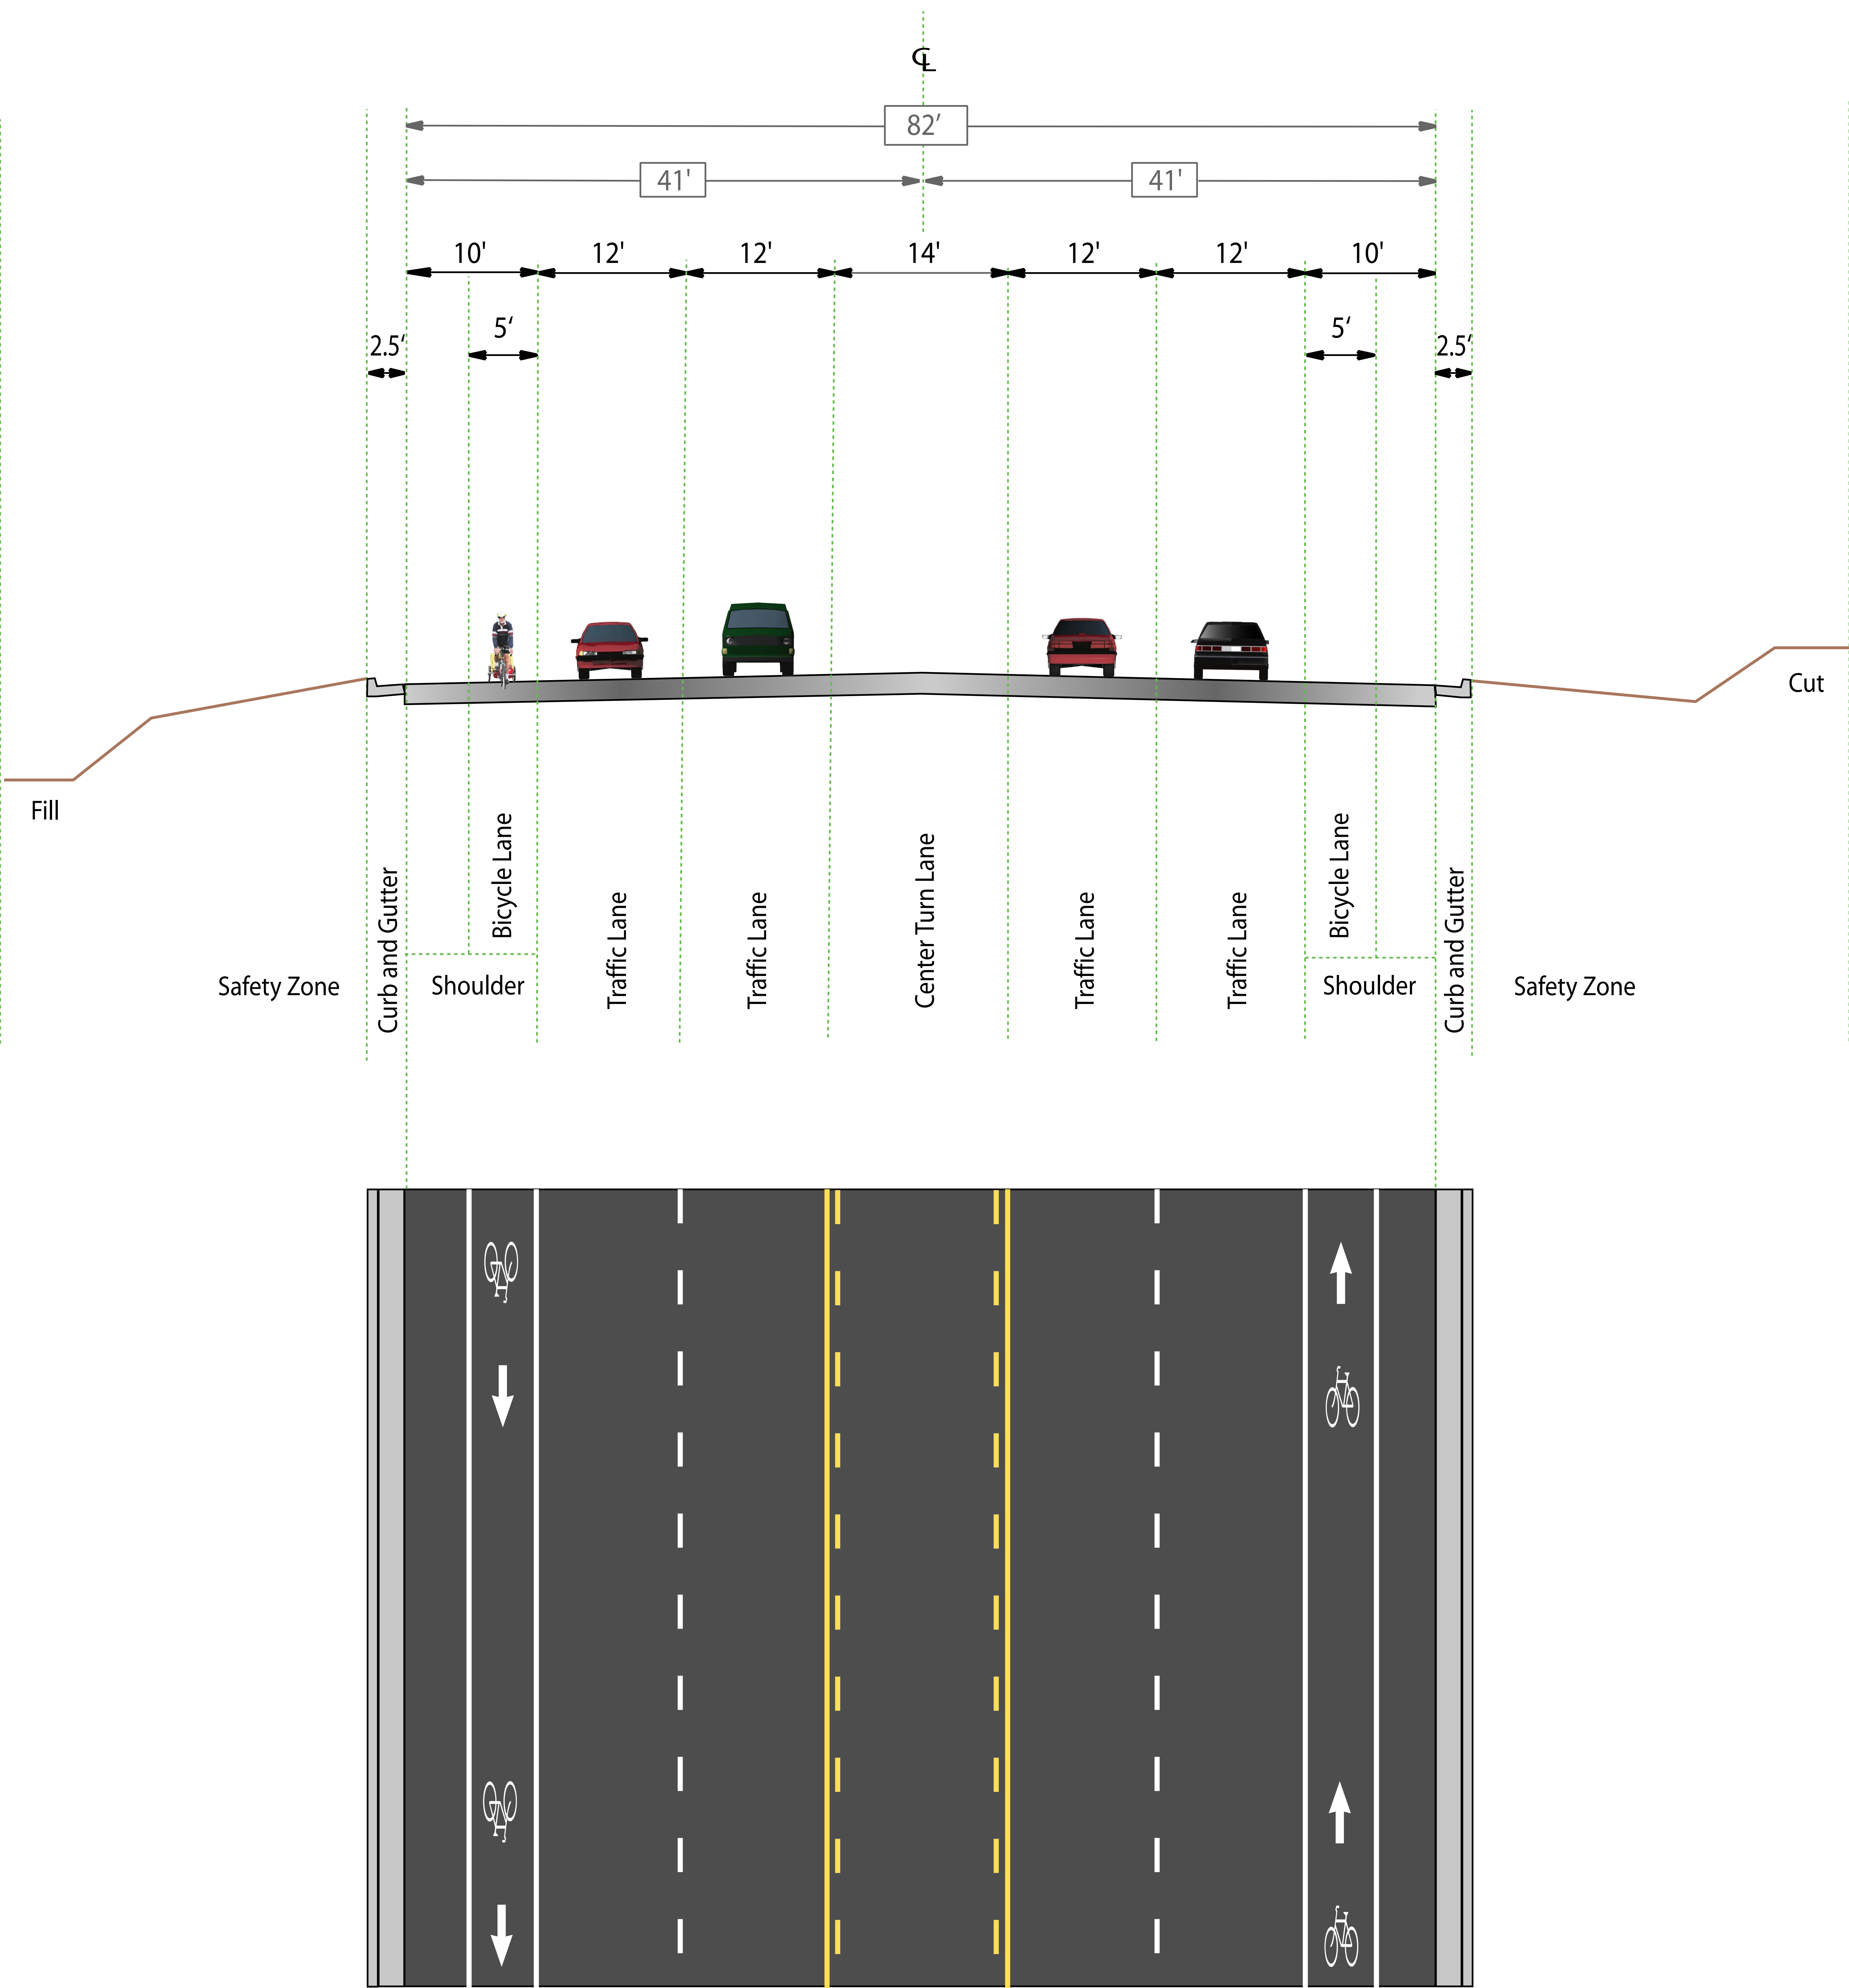 ℄
82‘
41'
41'
10'
12'
12'
14'
12'
12'
10'
5‘
5‘
2.5‘
2.5‘
Cut
Fill
Curb and Gutter
Bicycle Lane
Traffic Lane
Traffic Lane
Center Turn Lane
Traffic Lane
Traffic Lane
Bicycle Lane
Curb and Gutter
Safety Zone
Shoulder
Shoulder
Safety Zone